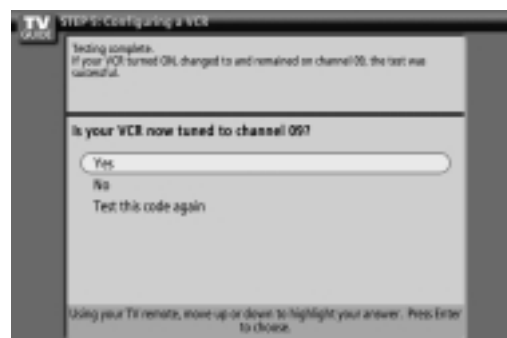 TV
GUIDE
STEP 2: Configuring a VCR
Testing complete.
If your VCR turned ON, changed to and remained on channel 09, the test was
successful.
Is your VCR now tuned to channel 09?
Yes
No
Test this code again
Using your TV remote, move up or down to highlight your answer. Press Enter
to choose.